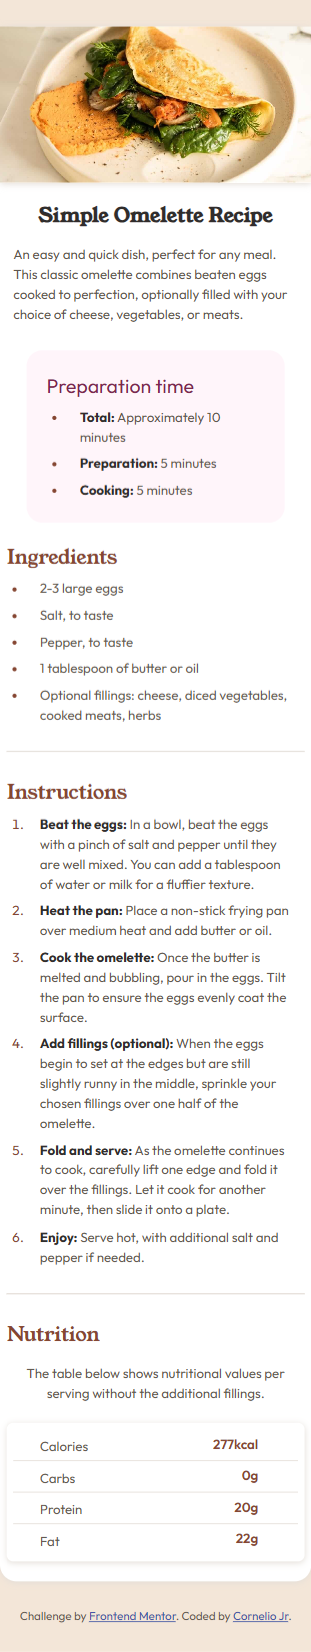 Simple Omelette Recipe
An easy and quick dish, perfect for any meal.
This classic omelette combines beaten eggs
cooked to perfection, optionally filled with your
choice of cheese, vegetables, or meats.
Preparation time
• Total: Approximately 10
minutes
• Preparation: 5 minutes
• Cooking: 5 minutes
Ingredients
• 2-3 large eggs
• Salt, to taste
• Pepper, to taste
• 1 tablespoon of butter or oil
• Optional fillings: cheese, diced vegetables,
cooked meats, herbs
Instructions
1. Beat the eggs: In a bowl, beat the eggs
with a pinch of salt and pepper until they
are well mixed. You can add a tablespoon
of water or milk for a fluffier texture.
2. Heat the pan: Place a non-stick frying pan
over medium heat and add butter or oil.
3. Cook the omelette: Once the butter is
melted and bubbling, pour in the eggs. Tilt
the pan to ensure the eggs evenly coat the
surface.
4. Add fillings (optional): When the eggs
begin to set at the edges but are still
slightly runny in the middle, sprinkle your
chosen fillings over one half of the
omelette.
5. Fold and serve: As the omelette continues
to cook, carefully lift one edge and fold it
over the fillings. Let it cook for another
minute, then slide it onto a plate.
6. Enjoy: Serve hot, with additional salt and
pepper if needed.
Nutrition
The table below shows nutritional values per
serving without the additional fillings.
Calories 277kcal
Carbs 0g
Protein 20g
Fat 22g
Challenge by Frontend Mentor. Coded by Cornelio Jr.